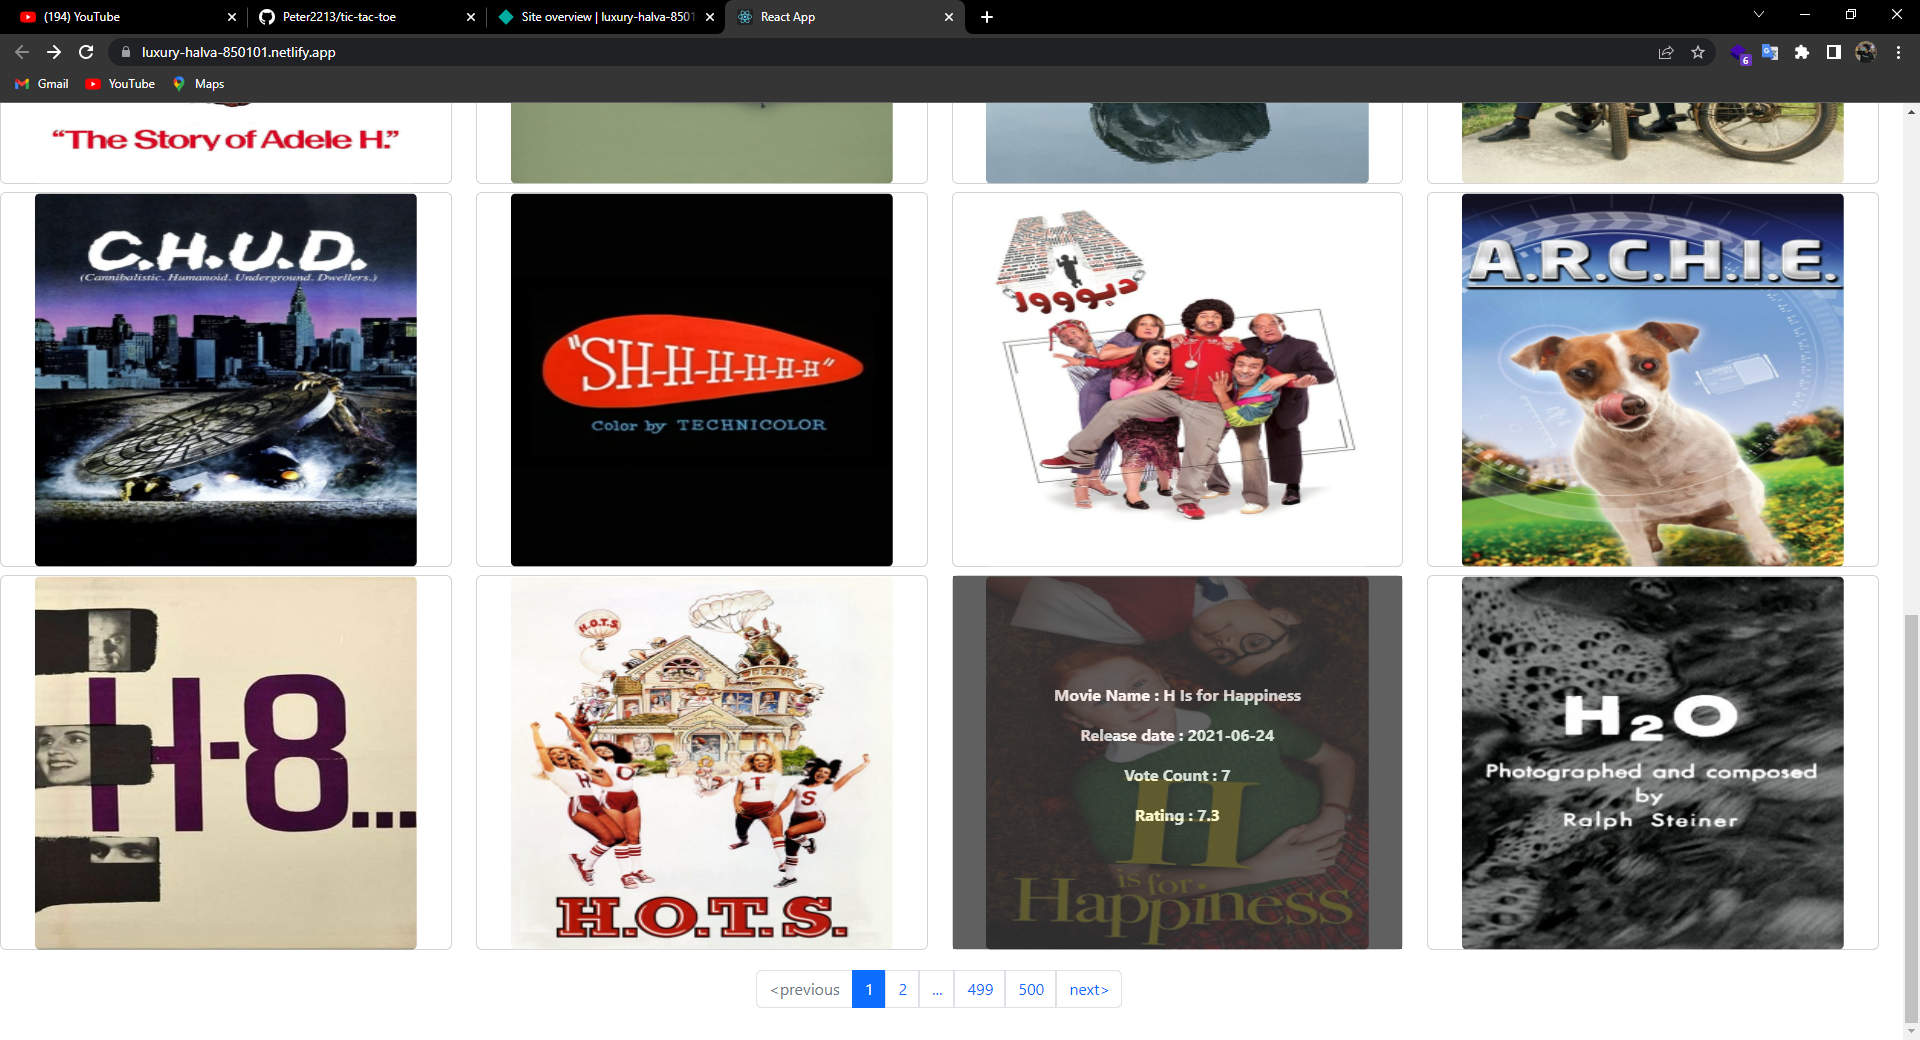 (194) YouTube
Peter2213/tic-tac-toe
Site overview | luxury-halva-8501
React App
luxury-halva-850101.netlify.app
6
Gmail
YouTube
Maps
“The Story of Adele H.”
C.H.U.D.
(Cannibalistic. Humanoid. Underground. Dwellers.)
"SH-H-H-H-H-H"
Color by TECHNICOLOR
H
دبووور
A.R.C.H.I.E.
H-8...
H.O.T.S.
H O T S
H.O.T.S.
Movie Name : H Is for Happiness
Release date : 2021-06-24
Vote Count : 7
Rating : 7.3
H
is for
Happiness
H2O
Photographed and composed
by
Ralph Steiner
<previous 1 2 ... 499 500 next>